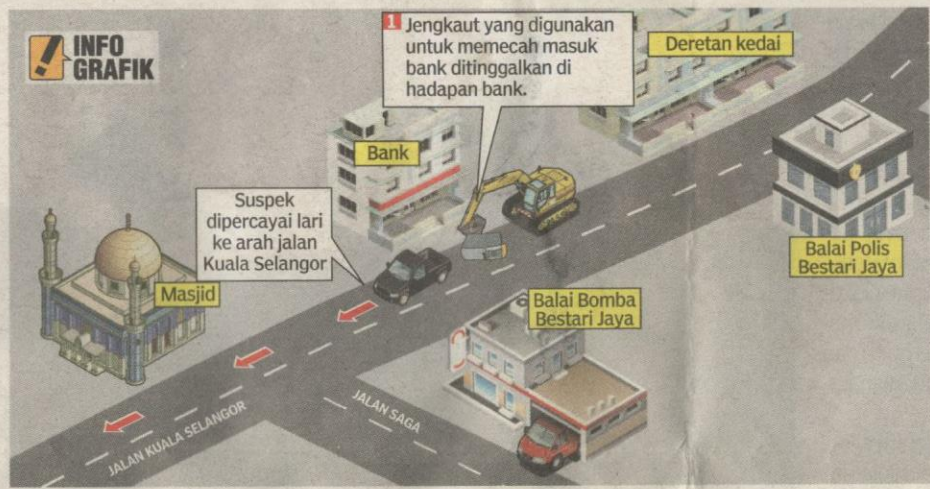 INFO
GRAFIK
1 Jengkaut yang digunakan
untuk memecah masuk
bank ditinggalkan di
hadapan bank.
Deretan kedai
Bank
Suspek
dipercayai lari
ke arah jalan
Kuala Selangor
Masjid
Balai Polis
Bestari Jaya
Balai Bomba
Bestari Jaya
JALAN SAGA
JALAN KUALA SELANGOR